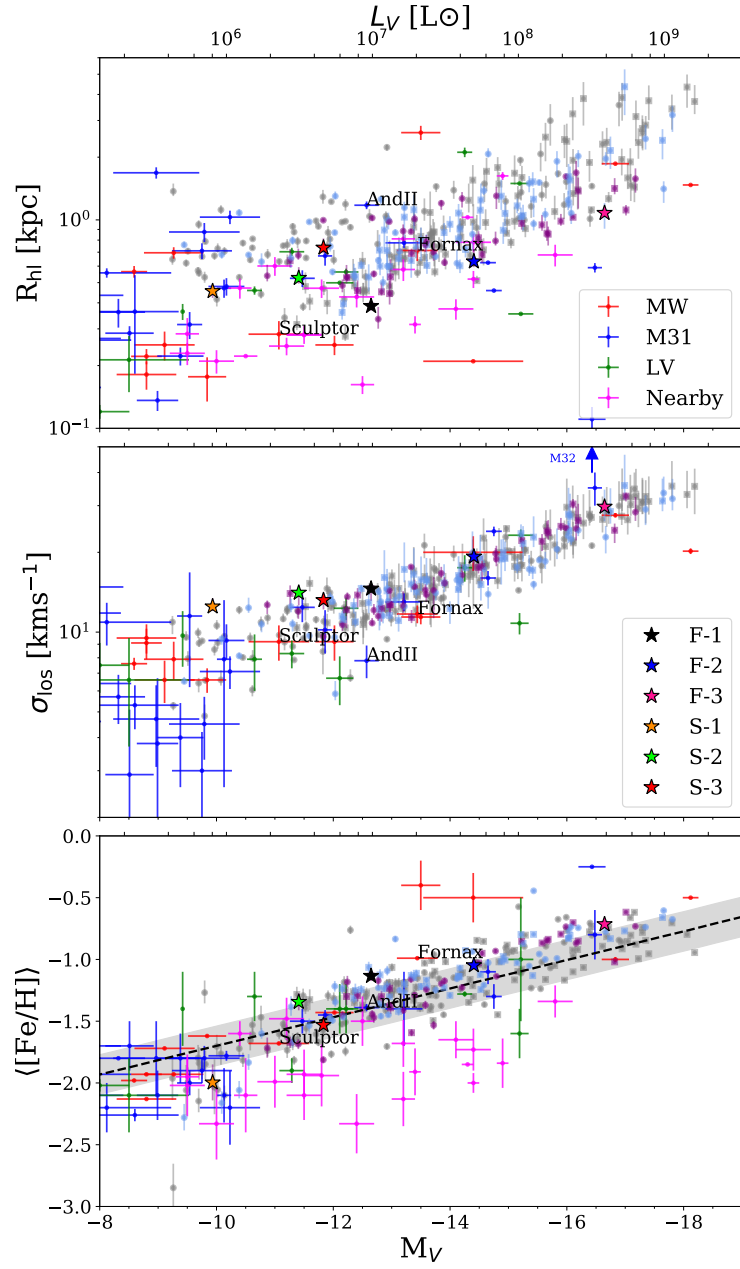 L_V [L⊙]
10^6 10^7 10^8 10^9
R_hl [kpc]
10^0
10^−1
AndII
Fornax
Sculptor
MW
M31
LV
Nearby
σ_los [kms^−1]
10^1
M32
Fornax
Sculptor
AndII
F-1
F-2
F-3
S-1
S-2
S-3
⟨[Fe/H]⟩
0.0
−0.5
−1.0
−1.5
−2.0
−2.5
−3.0
Fornax
AndII
Sculptor
−8 −10 −12 −14 −16 −18
M_V